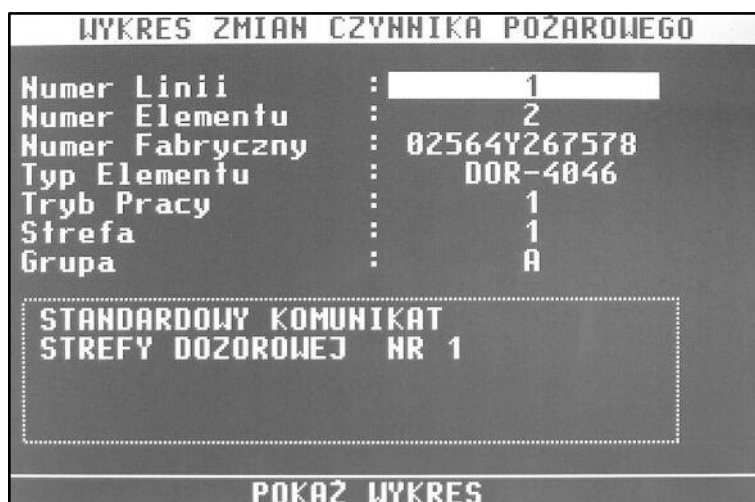 WYKRES ZMIAN CZYNNIKA POŻAROWEGO
Numer Linii : 1
Numer Elementu : 2
Numer Fabryczny : 02564Y267578
Typ Elementu : DOR-4046
Tryb Pracy : 1
Strefa : 1
Grupa : A
STANDARDOWY KOMUNIKAT
STREFY DOZOROWEJ NR 1
POKAŻ WYKRES